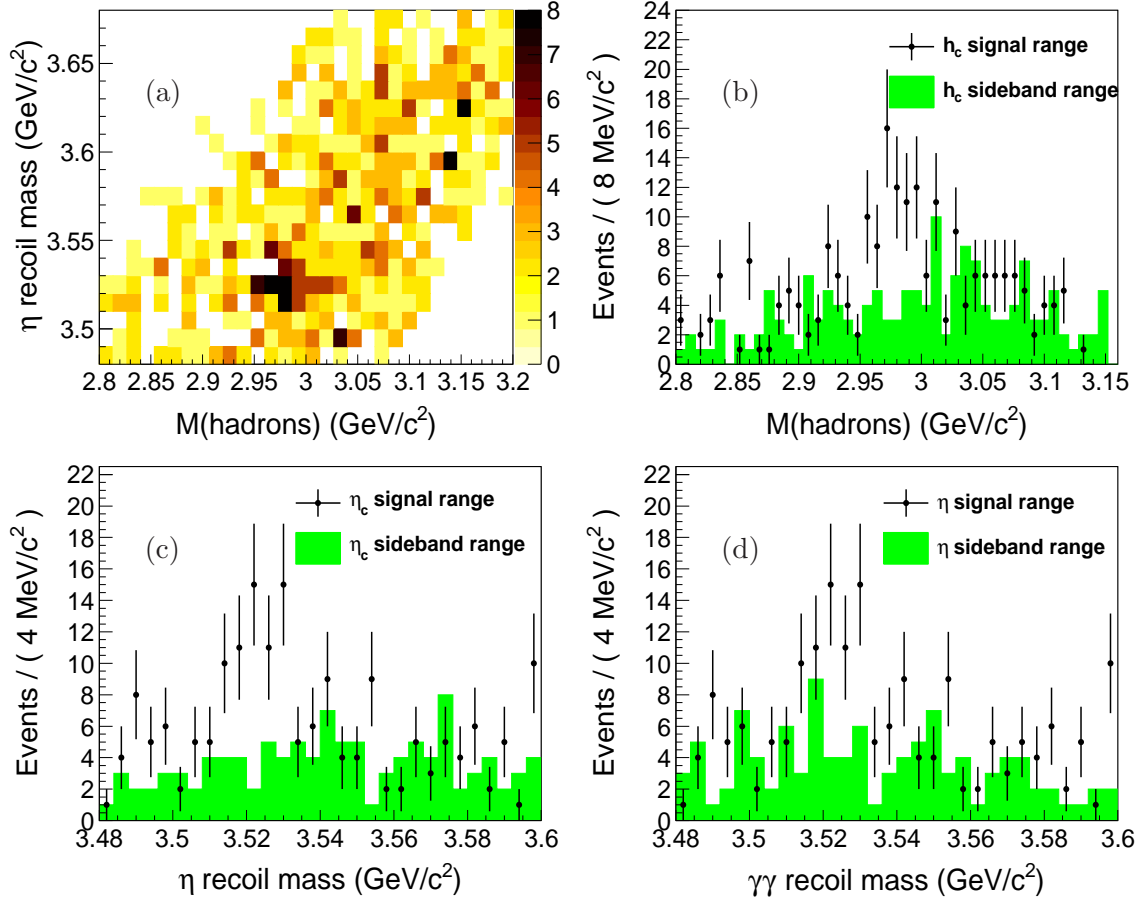 η recoil mass (GeV/c²)
3.65
3.6
3.55
3.5
(a)
8
7
6
5
4
3
2
1
0
2.8 2.85 2.9 2.95 3 3.05 3.1 3.15 3.2
M(hadrons) (GeV/c²)
Events / ( 8 MeV/c² )
24
22
20
18
16
14
12
10
8
6
4
2
0
(b)
h_c signal range
h_c sideband range
2.8 2.85 2.9 2.95 3 3.05 3.1 3.15
M(hadrons) (GeV/c²)
Events / ( 4 MeV/c² )
22
20
18
16
14
12
10
8
6
4
2
0
(c)
η_c signal range
η_c sideband range
3.48 3.5 3.52 3.54 3.56 3.58 3.6
η recoil mass (GeV/c²)
Events / ( 4 MeV/c² )
22
20
18
16
14
12
10
8
6
4
2
0
(d)
η signal range
η sideband range
3.48 3.5 3.52 3.54 3.56 3.58 3.6
γγ recoil mass (GeV/c²)